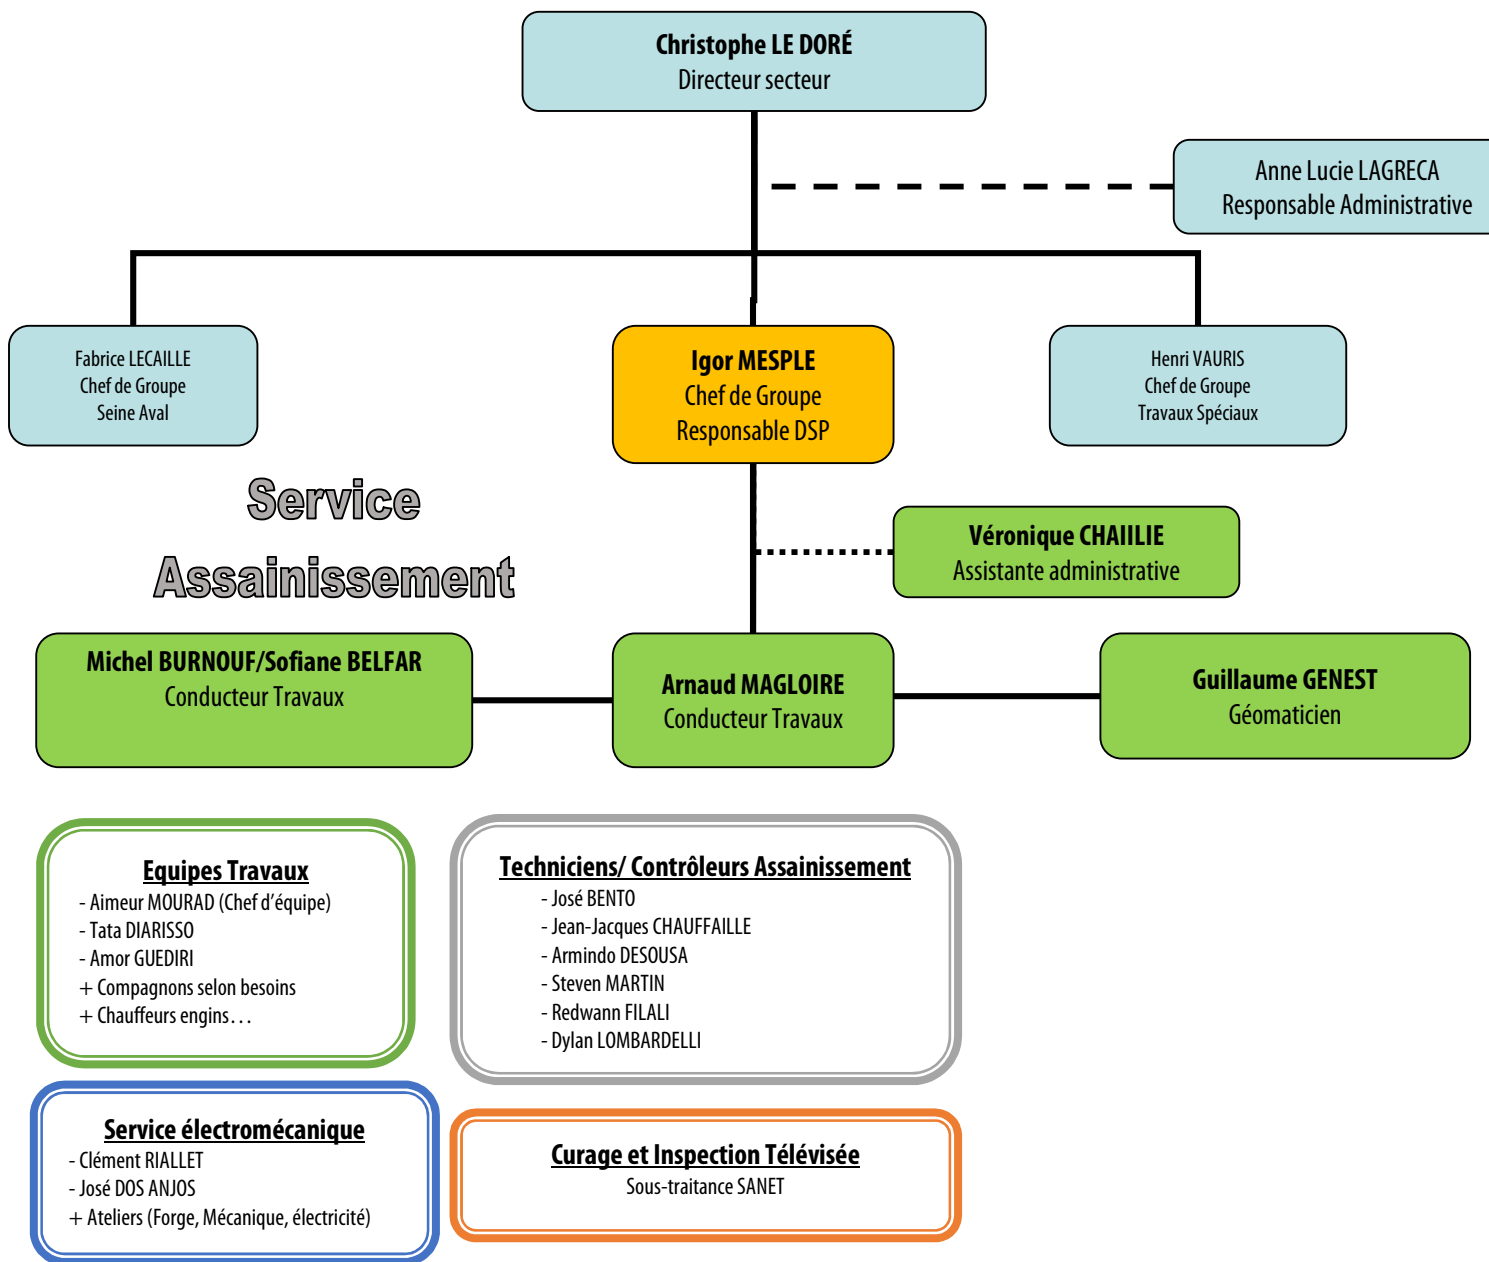 Christophe LE DORÉ
Directeur secteur
Anne Lucie LAGRECA
Responsable Administrative
Fabrice LECAILLE
Chef de Groupe
Seine Aval
Igor MESPLE
Chef de Groupe
Responsable DSP
Henri VAURIS
Chef de Groupe
Travaux Spéciaux
Service
Assainissement
Véronique CHAIILIE
Assistante administrative
Michel BURNOUF/Sofiane BELFAR
Conducteur Travaux
Arnaud MAGLOIRE
Conducteur Travaux
Guillaume GENEST
Géomaticien
Equipes Travaux
- Aimeur MOURAD (Chef d’équipe)
- Tata DIARISSO
- Amor GUEDIRI
+ Compagnons selon besoins
+ Chauffeurs engins…
Techniciens/ Contrôleurs Assainissement
- José BENTO
- Jean-Jacques CHAUFFAILLE
- Armindo DESOUSA
- Steven MARTIN
- Redwann FILALI
- Dylan LOMBARDELLI
Service électromécanique
- Clément RIALLET
- José DOS ANJOS
+ Ateliers (Forge, Mécanique, électricité)
Curage et Inspection Télévisée
Sous-traitance SANET